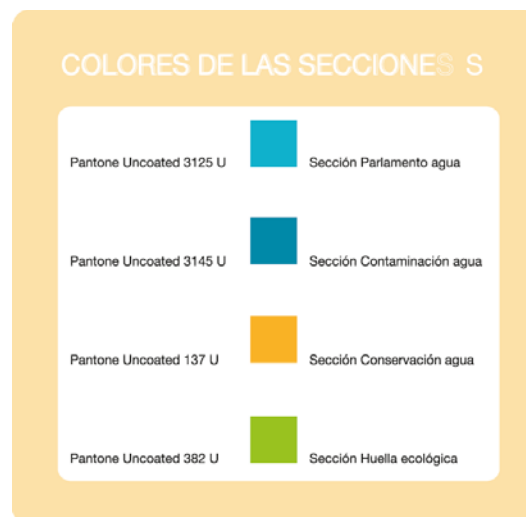 COLORES DE LAS SECCIONES S
Pantone Uncoated 3125 U Sección Parlamento agua
Pantone Uncoated 3145 U Sección Contaminación agua
Pantone Uncoated 137 U Sección Conservación agua
Pantone Uncoated 382 U Sección Huella ecológica